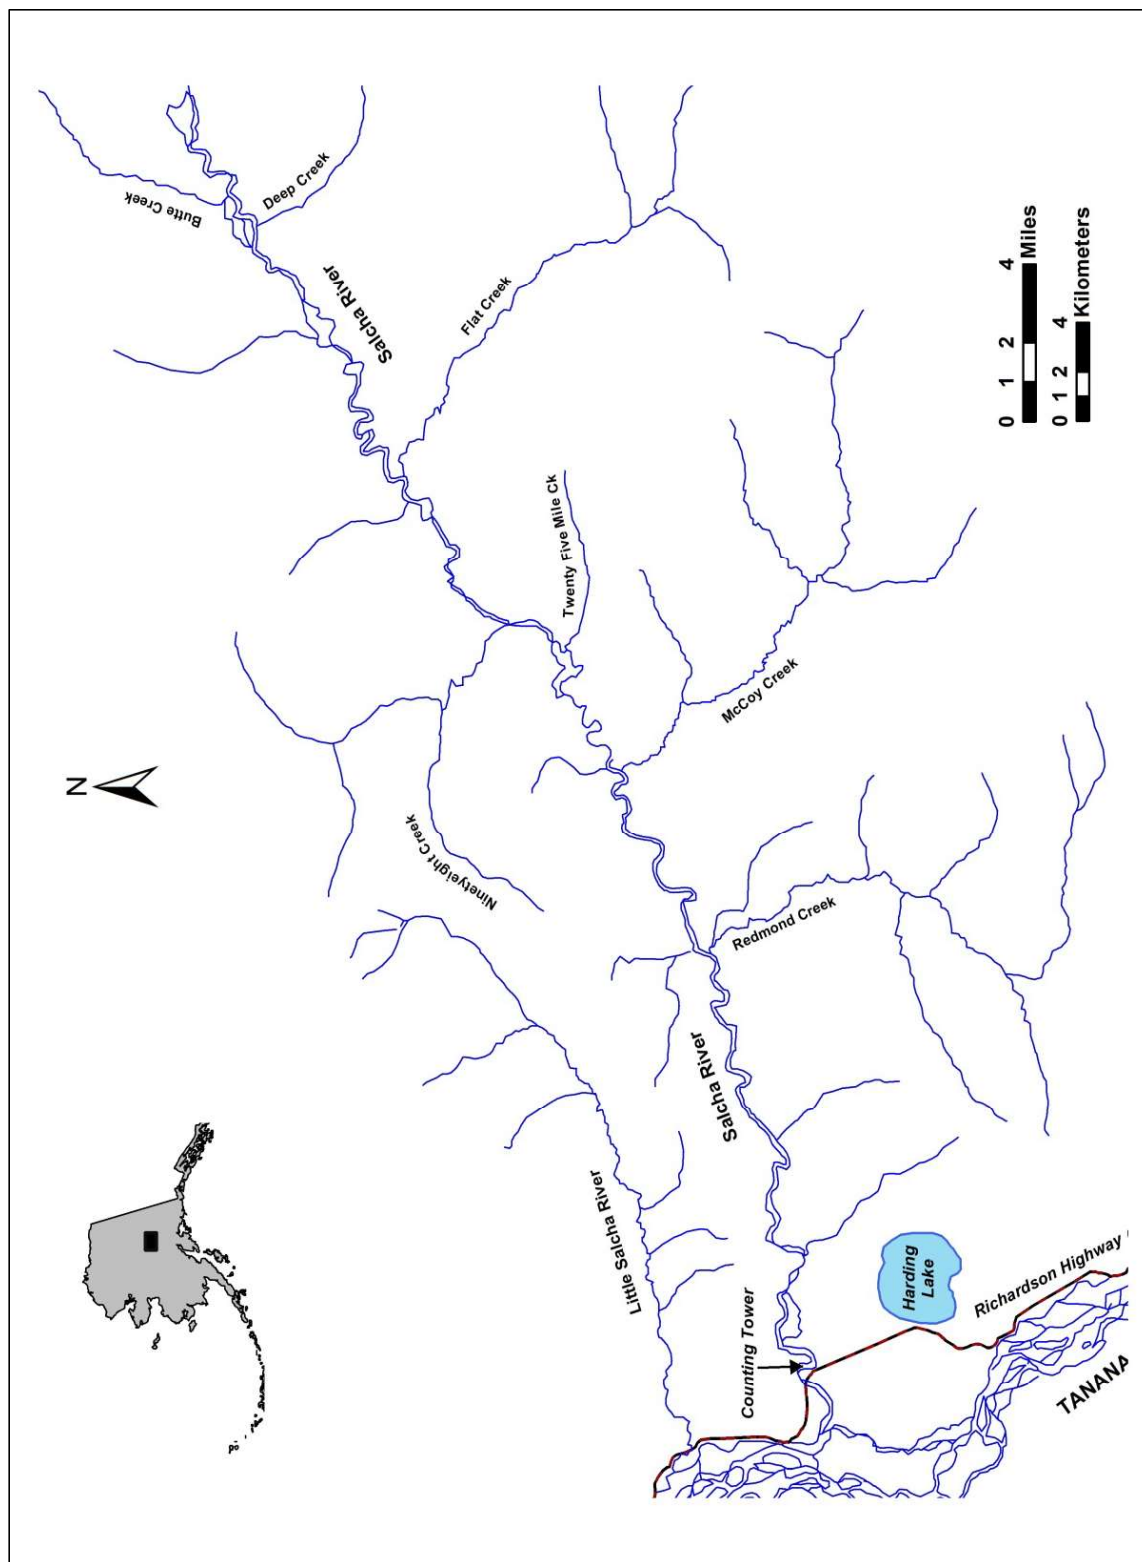 N
Butte Creek
Deep Creek
Salcha River
Flat Creek
Twenty Five Mile Ck
McCoy Creek
Ninetyeight Creek
Redmond Creek
Salcha River
Little Salcha River
Counting Tower
Harding
Lake
Richardson Highway
TANANA
0 1 2 4
Miles
0 1 2 4
Kilometers